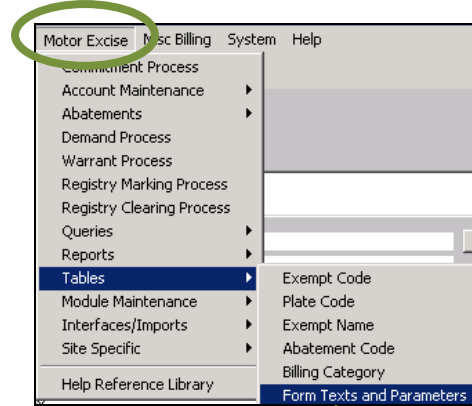 Motor Excise Misc Billing System Help
Commitment Process
Account Maintenance
Abatements
Demand Process
Warrant Process
Registry Marking Process
Registry Clearing Process
Queries
Reports
Tables
Module Maintenance
Interfaces/Imports
Site Specific
Help Reference Library
Exempt Code
Plate Code
Exempt Name
Abatement Code
Billing Category
Form Texts and Parameters